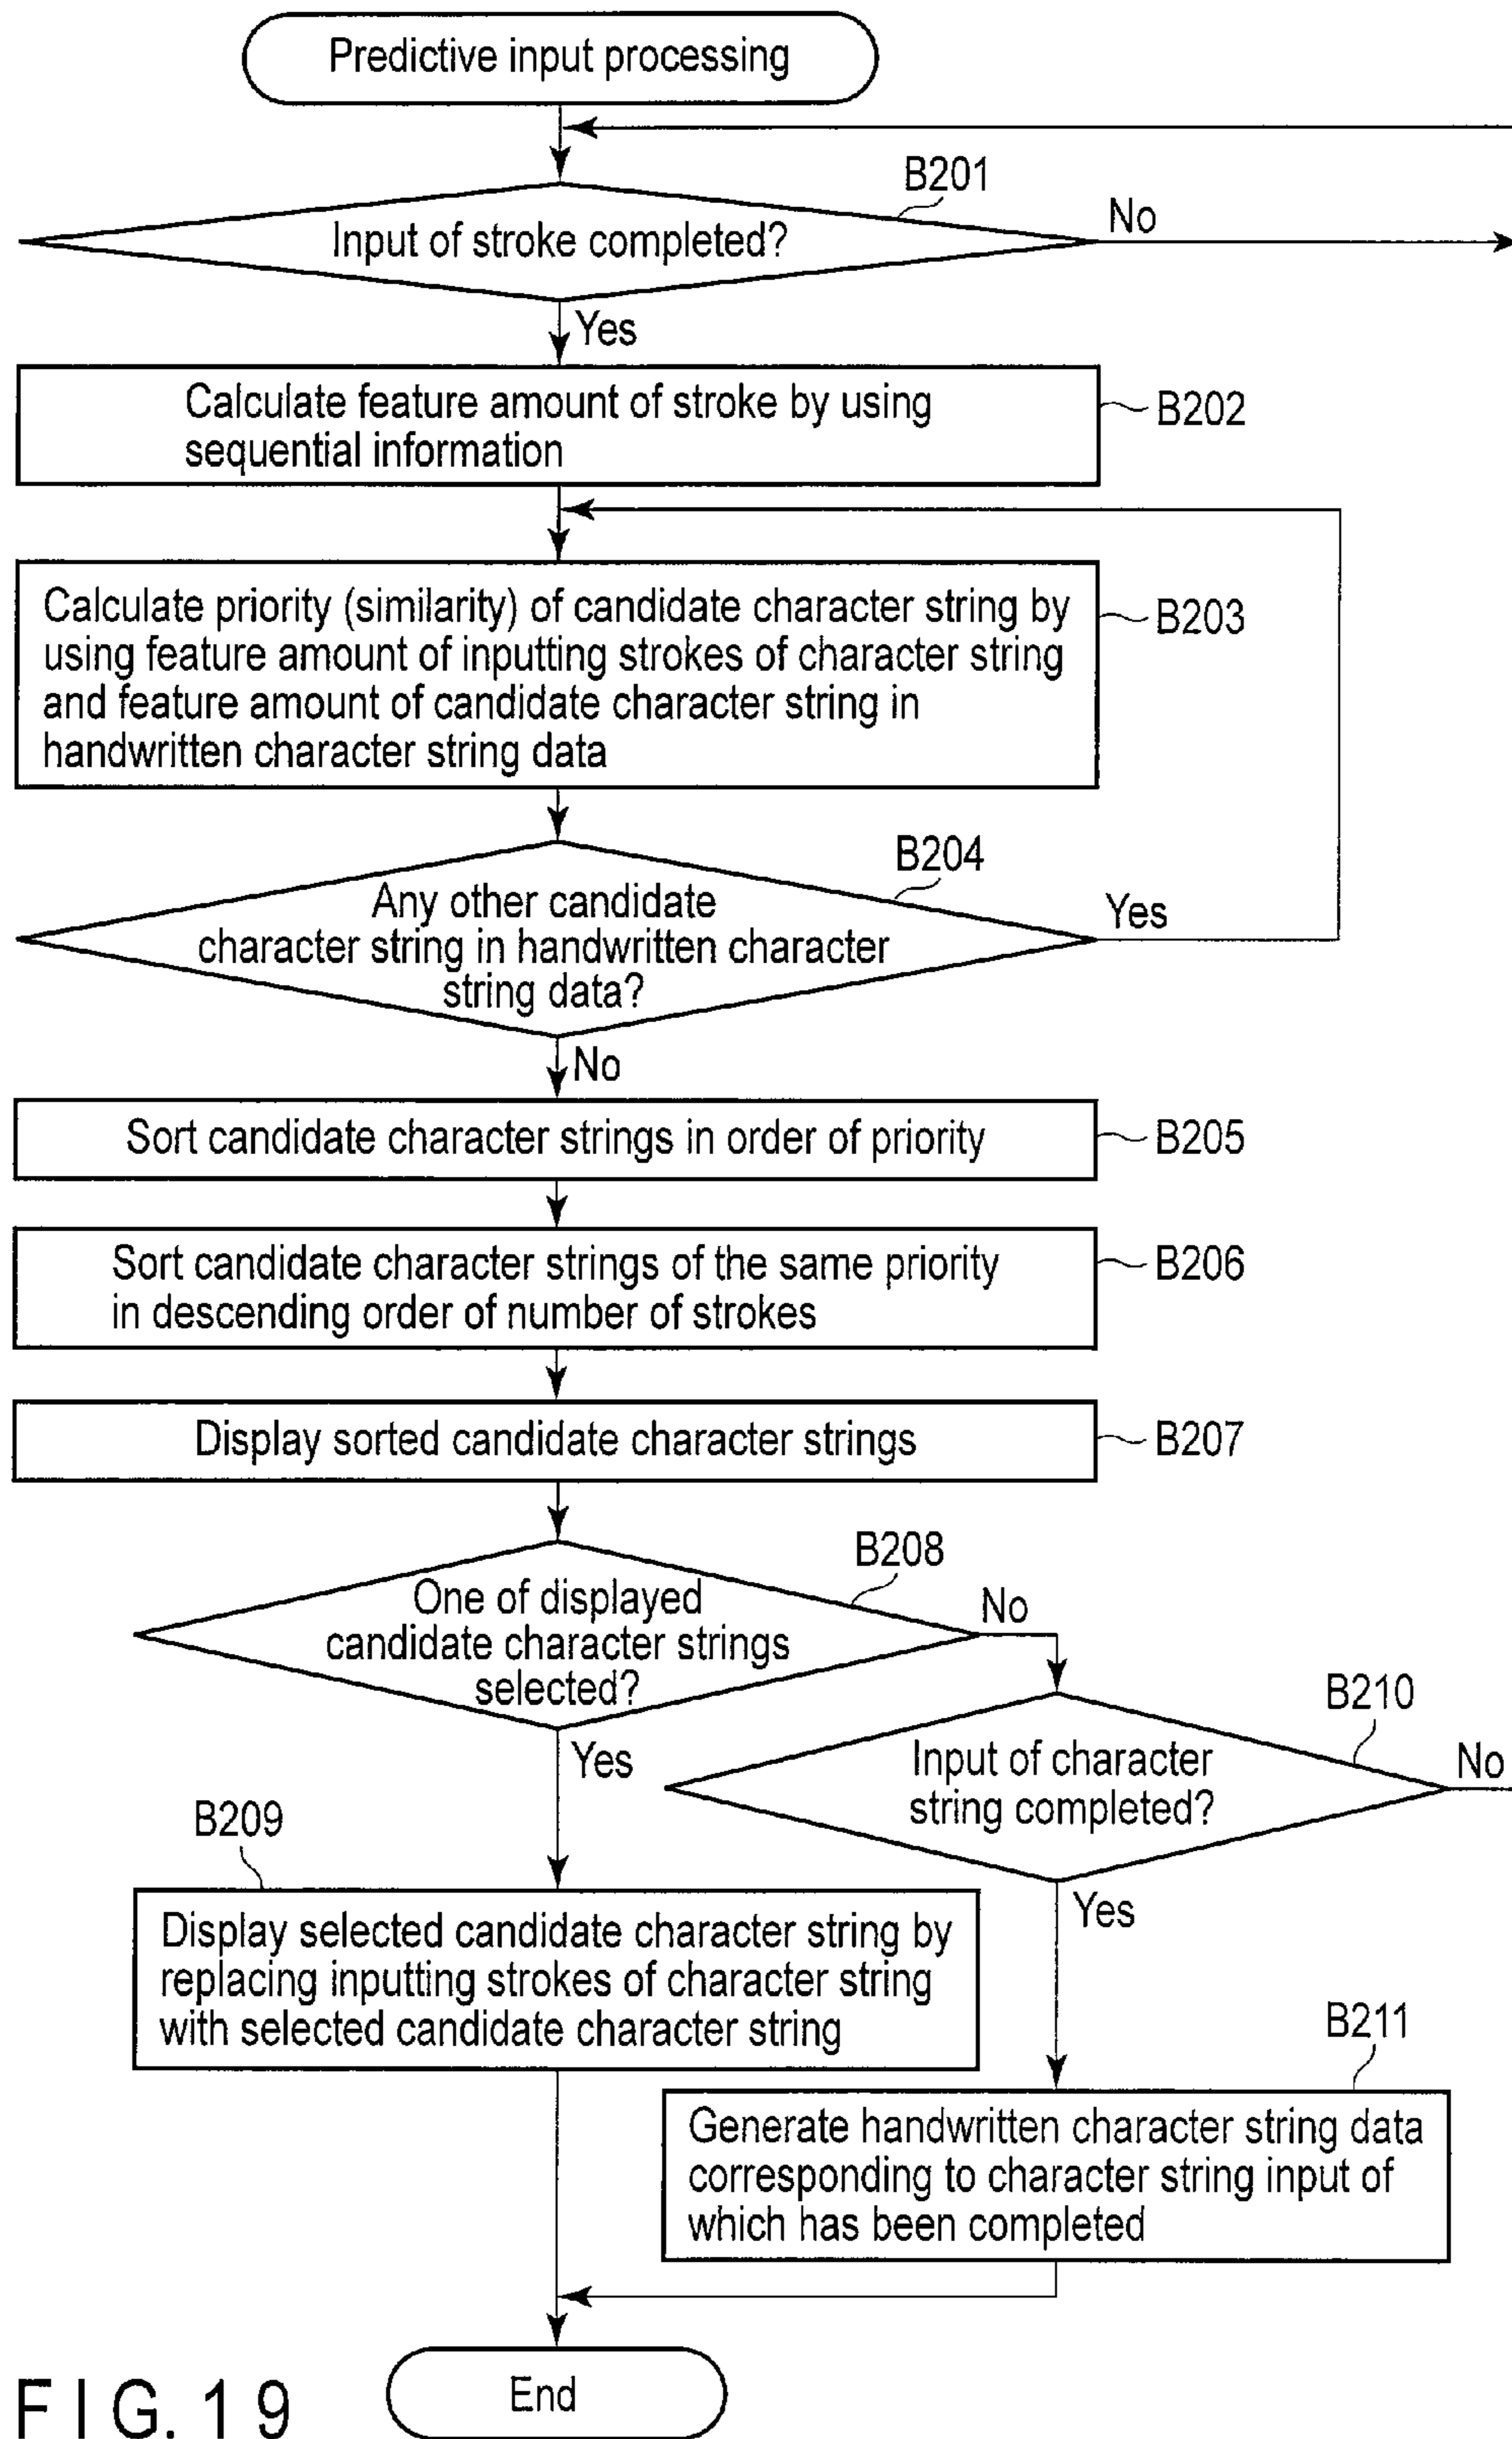 Predictive input processing
B201
Input of stroke completed?
No
Yes
Calculate feature amount of stroke by using
sequential information
B202
Calculate priority (similarity) of candidate character string by
using feature amount of inputting strokes of character string
and feature amount of candidate character string in
handwritten character string data
B203
B204
Any other candidate
character string in handwritten character
string data?
Yes
No
Sort candidate character strings in order of priority
B205
Sort candidate character strings of the same priority
in descending order of number of strokes
B206
Display sorted candidate character strings
B207
B208
One of displayed
candidate character strings
selected?
No
Yes
B210
Input of character
string completed?
No
Yes
B209
Display selected candidate character string by
replacing inputting strokes of character string
with selected candidate character string
B211
Generate handwritten character string data
corresponding to character string input of
which has been completed
End
FIG. 19